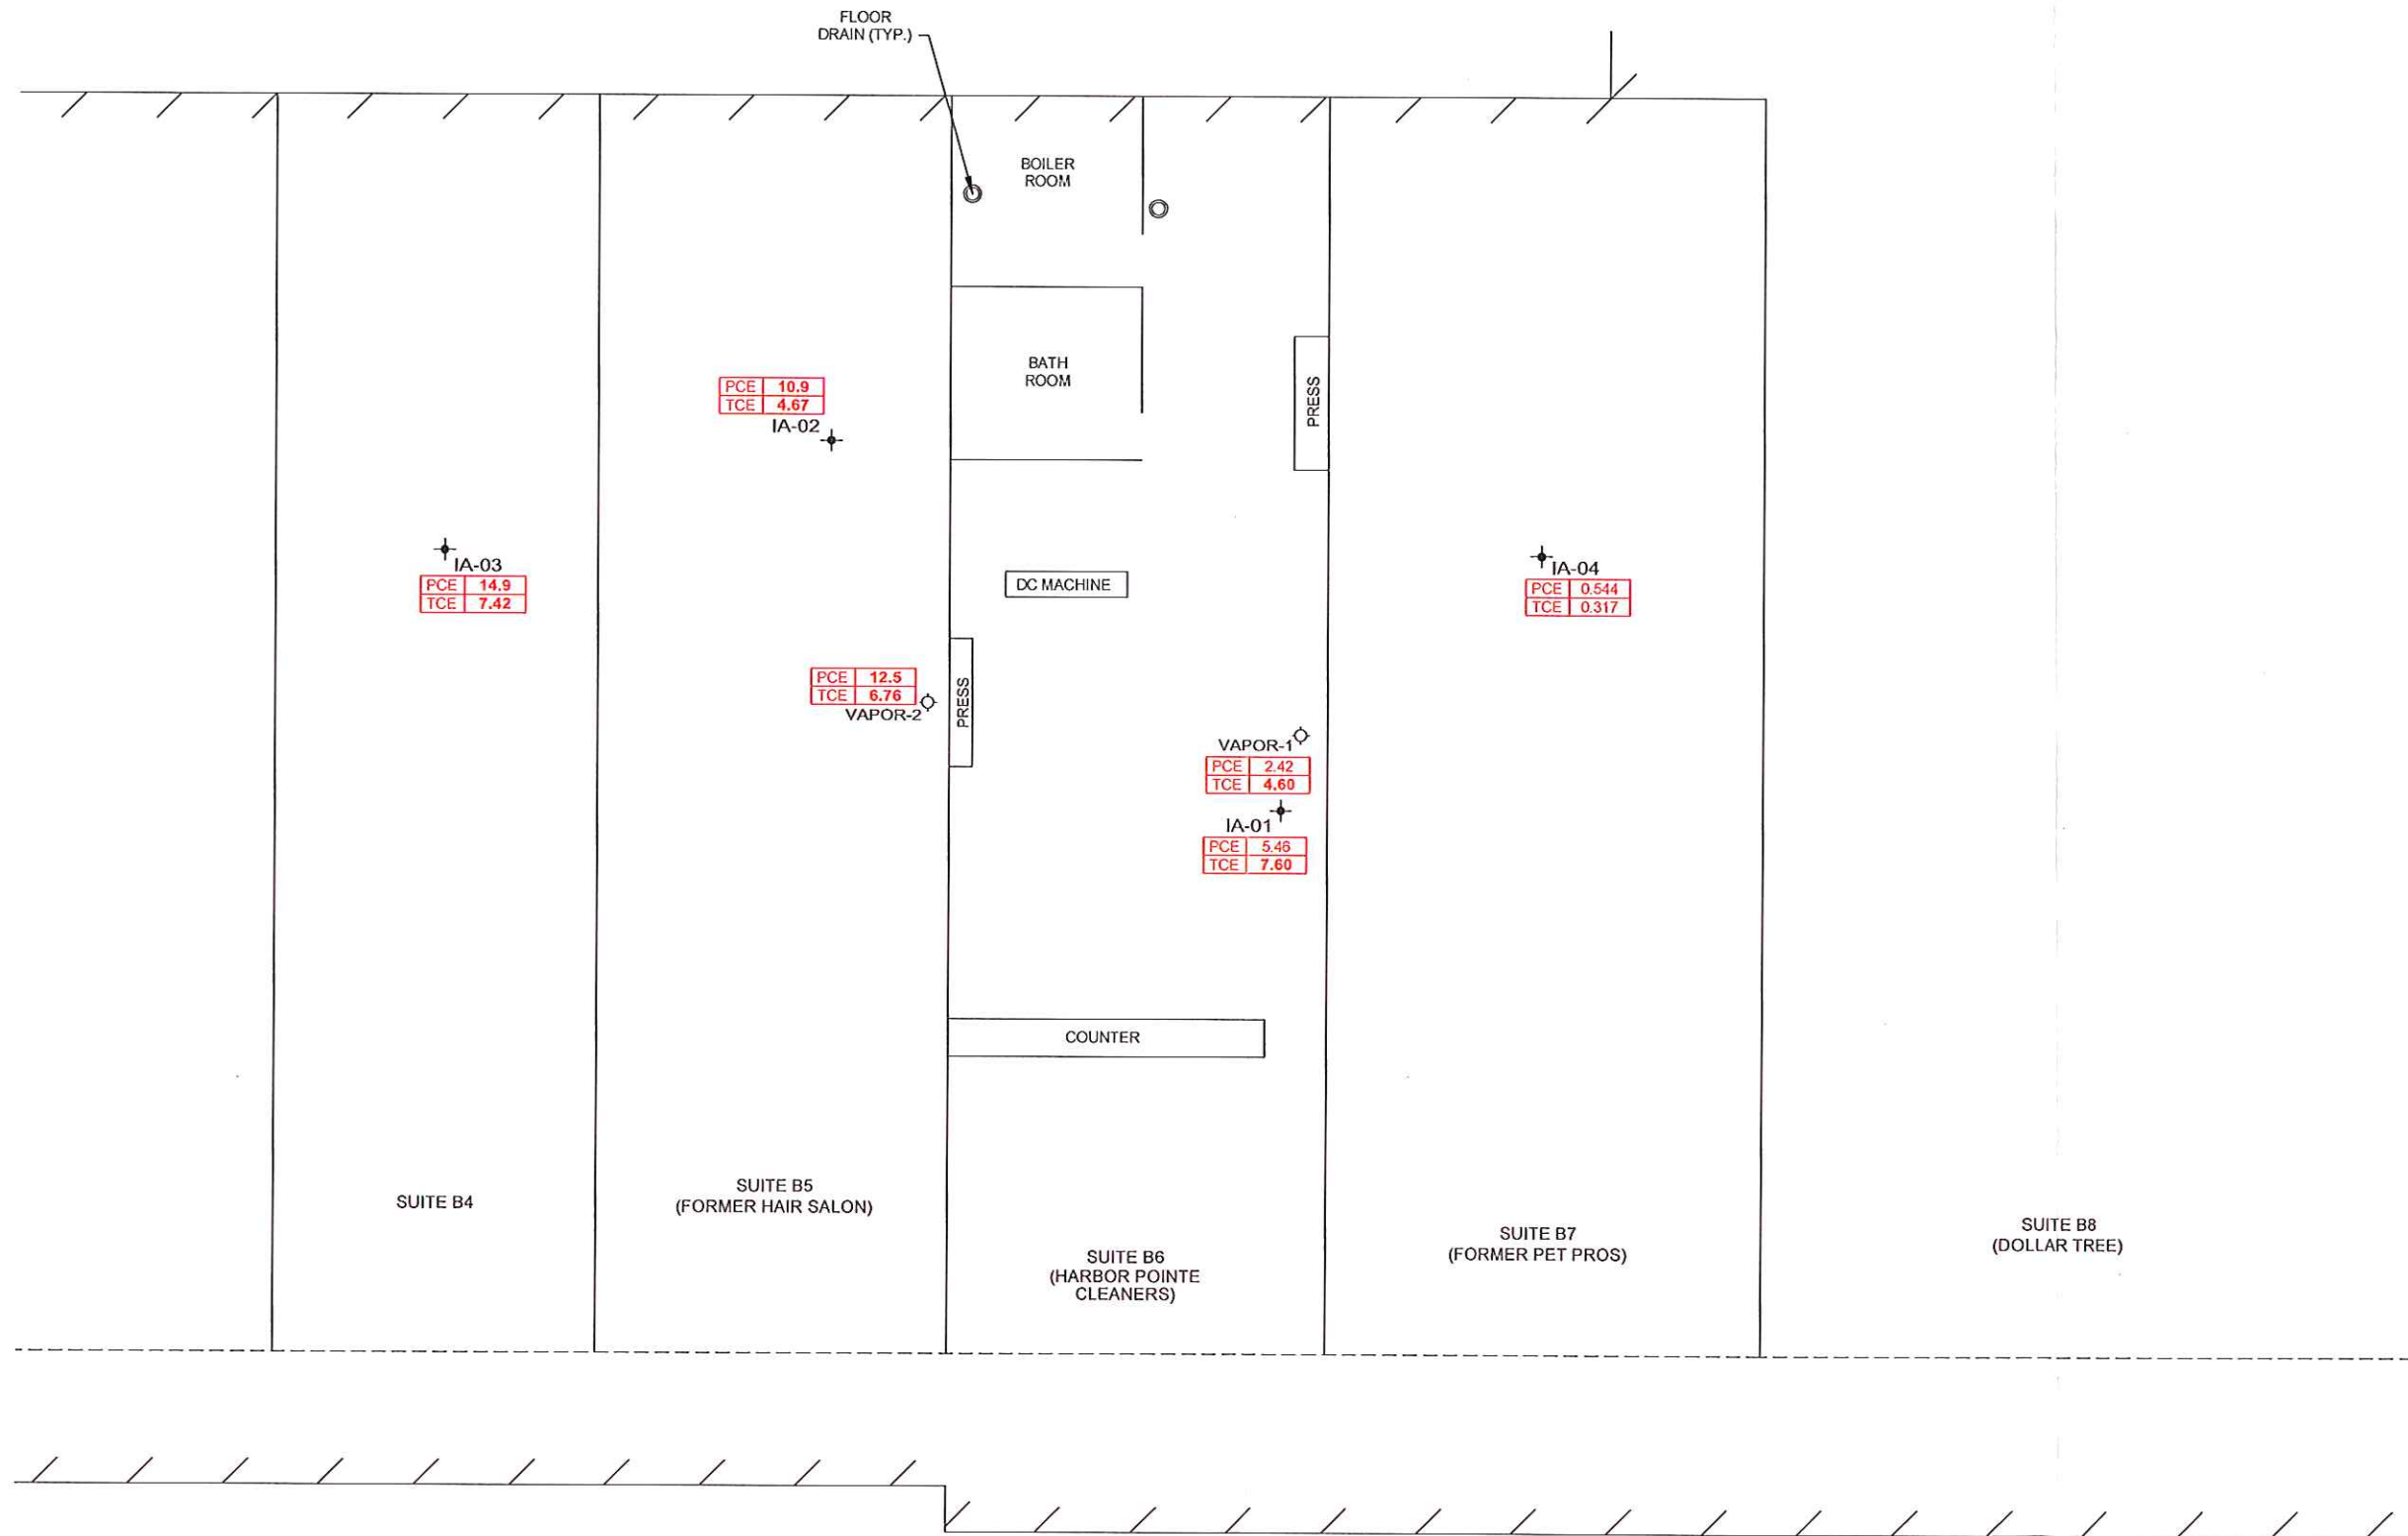 FLOOR
DRAIN (TYP.)
BOILER
ROOM
BATH
ROOM
PRESS
PCE 10.9
TCE 4.67
IA-02
IA-03
PCE 14.9
TCE 7.42
DC MACHINE
IA-04
PCE 0.544
TCE 0.317
PCE 12.5
TCE 6.76
VAPOR-2
PRESS
VAPOR-1
PCE 2.42
TCE 4.60
IA-01
PCE 5.46
TCE 7.60
COUNTER
SUITE B4
SUITE B5
(FORMER HAIR SALON)
SUITE B6
(HARBOR POINTE
CLEANERS)
SUITE B7
(FORMER PET PROS)
SUITE B8
(DOLLAR TREE)